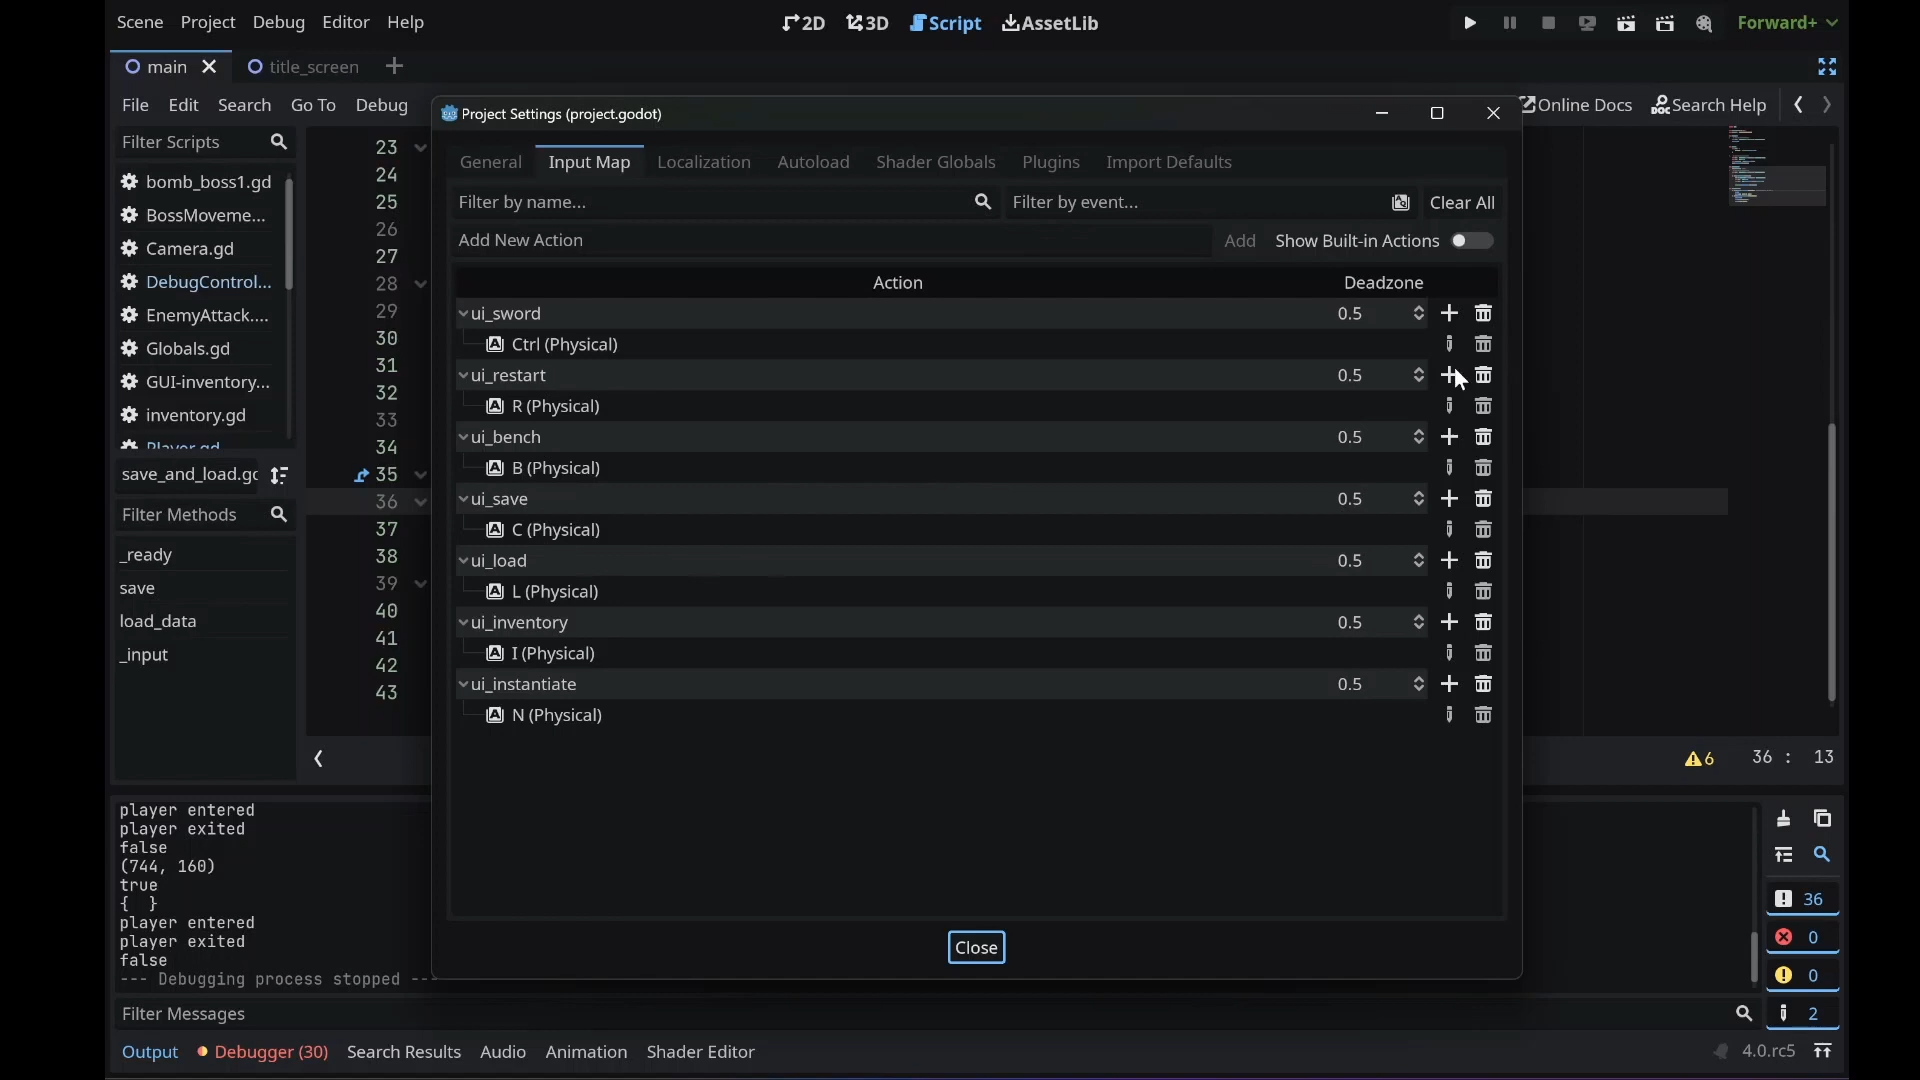 Scene Project Debug Editor Help
2D 3D Script AssetLib
Forward+
main title_screen
File Edit Search Go To Debug
Online Docs Search Help
Project Settings (project.godot)
General Input Map Localization Autoload Shader Globals Plugins Import Defaults
Filter by name... Filter by event... Clear All
Add New Action Add Show Built-in Actions
Action Deadzone
ui_sword 0.5
Ctrl (Physical)
ui_restart 0.5
R (Physical)
ui_bench 0.5
B (Physical)
ui_save 0.5
C (Physical)
ui_load 0.5
L (Physical)
ui_inventory 0.5
I (Physical)
ui_instantiate 0.5
N (Physical)
Close
Filter Scripts
bomb_boss1.gd
BossMoveme...
Camera.gd
DebugControl...
EnemyAttack....
Globals.gd
GUI-inventory...
inventory.gd
Player.gd
save_and_load.gd
Filter Methods
_ready
save
load_data
_input
23
24
25
26
27
28
29
30
31
32
33
34
35
36
37
38
39
40
41
42
43
6 36 : 13
player entered
player exited
false
(744, 160)
true
{ }
player entered
player exited
false
--- Debugging process stopped ---
36
0
0
2
Filter Messages
Output Debugger (30) Search Results Audio Animation Shader Editor
4.0.rc5